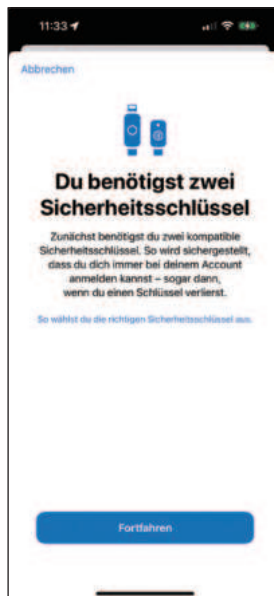 11:33
Abbrechen
Du benötigst zwei
Sicherheitsschlüssel
Zunächst benötigst du zwei kompatible
Sicherheitsschlüssel. So wird sichergestellt,
dass du dich immer bei deinem Account
anmelden kannst – sogar dann,
wenn du einen Schlüssel verlierst.
So wählst du die richtigen Sicherheitsschlüssel aus.
Fortfahren